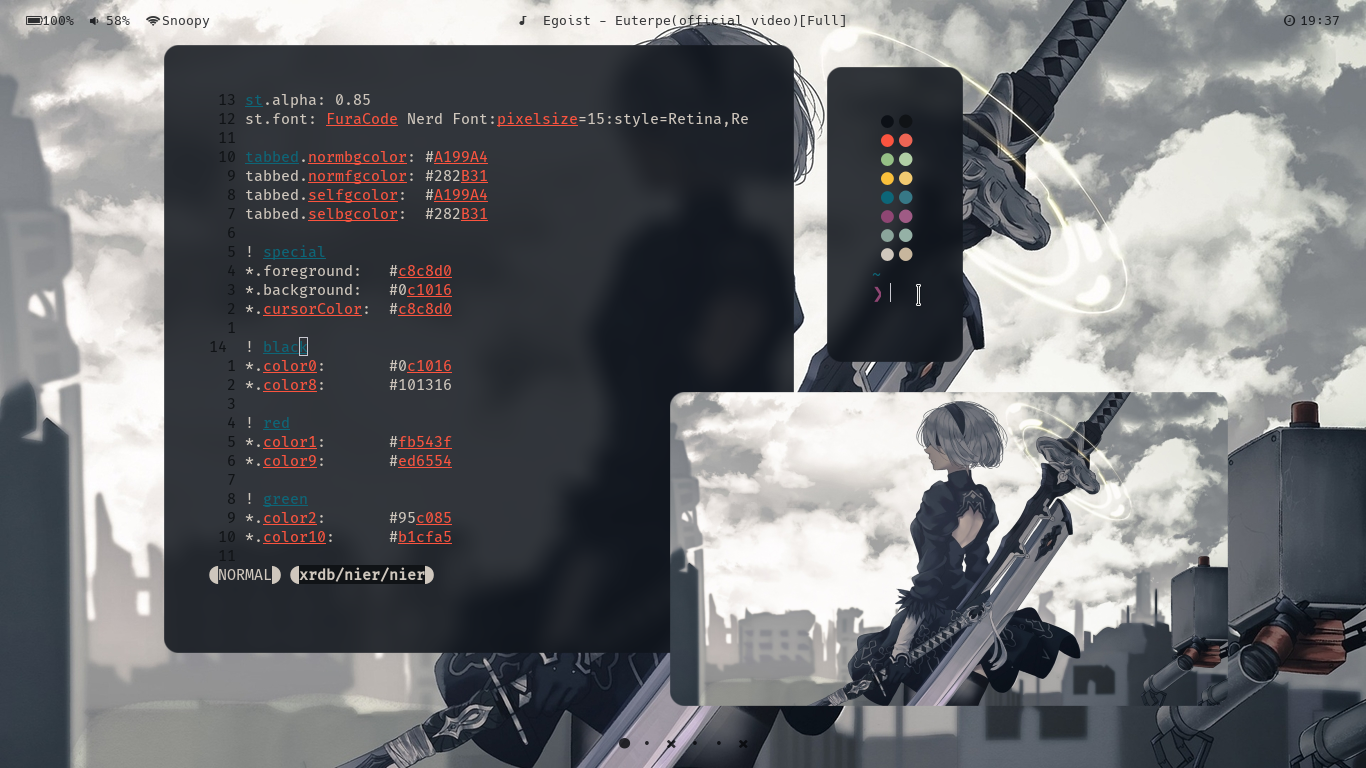 100% 58% Snoopy Egoist - Euterpe(official video)[Full] 19:37
13 st.alpha: 0.85
12 st.font: FuraCode Nerd Font:pixelsize=15:style=Retina,Re
11
10 tabbed.normbgcolor: #A199A4
9 tabbed.normfgcolor: #282B31
8 tabbed.selfgcolor:  #A199A4
7 tabbed.selbgcolor:  #282B31
6
5 ! special
4 *.foreground:   #c8c8d0
3 *.background:   #0c1016
2 *.cursorColor:  #c8c8d0
1
14 ! black
1 *.color0:       #0c1016
2 *.color8:       #101316
3
4 ! red
5 *.color1:       #fb543f
6 *.color9:       #ed6554
7
8 ! green
9 *.color2:       #95c085
10 *.color10:      #b1cfa5
11
NORMAL xrdb/nier/nier
~
❯